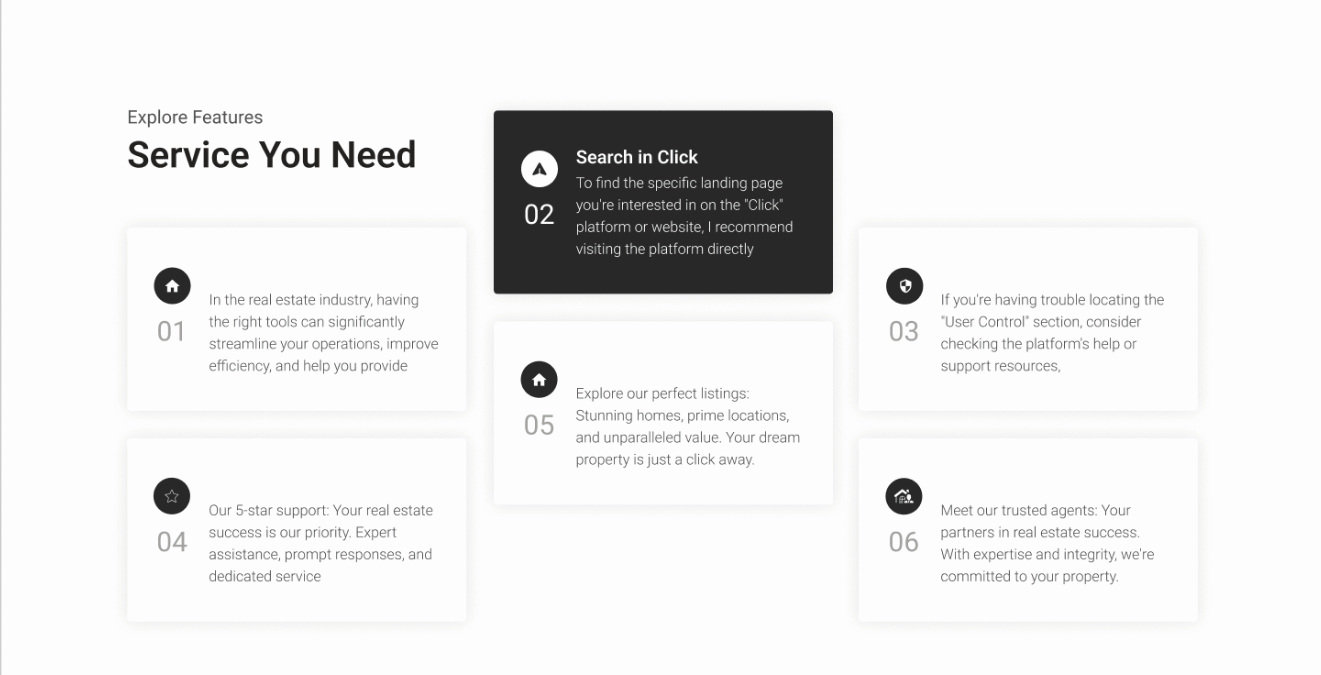 Explore Features
Service You Need
01
In the real estate industry, having
the right tools can significantly
streamline your operations, improve
efficiency, and help you provide
02
Search in Click
To find the specific landing page
you're interested in on the "Click"
platform or website, I recommend
visiting the platform directly
03
If you're having trouble locating the
"User Control" section, consider
checking the platform's help or
support resources,
04
Our 5-star support: Your real estate
success is our priority. Expert
assistance, prompt responses, and
dedicated service
05
Explore our perfect listings:
Stunning homes, prime locations,
and unparalleled value. Your dream
property is just a click away.
06
Meet our trusted agents: Your
partners in real estate success.
With expertise and integrity, we're
committed to your property.